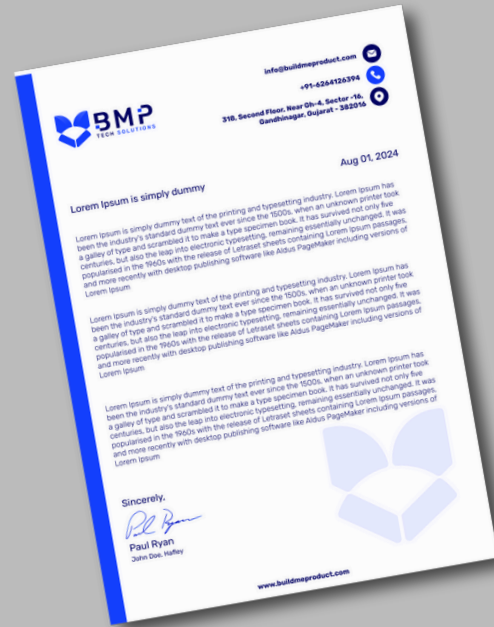 BMP
TECH SOLUTIONS
info@buildmeproduct.com
+91-6264126394
318, Second Floor, Near Gh-4, Sector -16,
Gandhinagar, Gujarat - 382016
Aug 01, 2024
Lorem Ipsum is simply dummy
Lorem Ipsum is simply dummy text of the printing and typesetting industry. Lorem Ipsum has
been the industry's standard dummy text ever since the 1500s, when an unknown printer took
a galley of type and scrambled it to make a type specimen book. It has survived not only five
centuries, but also the leap into electronic typesetting, remaining essentially unchanged. It was
popularised in the 1960s with the release of Letraset sheets containing Lorem Ipsum passages,
and more recently with desktop publishing software like Aldus PageMaker including versions of
Lorem Ipsum
Lorem Ipsum is simply dummy text of the printing and typesetting industry. Lorem Ipsum has
been the industry's standard dummy text ever since the 1500s, when an unknown printer took
a galley of type and scrambled it to make a type specimen book. It has survived not only five
centuries, but also the leap into electronic typesetting, remaining essentially unchanged. It was
popularised in the 1960s with the release of Letraset sheets containing Lorem Ipsum passages,
and more recently with desktop publishing software like Aldus PageMaker including versions of
Lorem Ipsum
Lorem Ipsum is simply dummy text of the printing and typesetting industry. Lorem Ipsum has
been the industry's standard dummy text ever since the 1500s, when an unknown printer took
a galley of type and scrambled it to make a type specimen book. It has survived not only five
centuries, but also the leap into electronic typesetting, remaining essentially unchanged. It was
popularised in the 1960s with the release of Letraset sheets containing Lorem Ipsum passages,
and more recently with desktop publishing software like Aldus PageMaker including versions of
Lorem Ipsum
Sincerely,
Paul Ryan
Paul Ryan
John Doe, Hafley
www.buildmeproduct.com